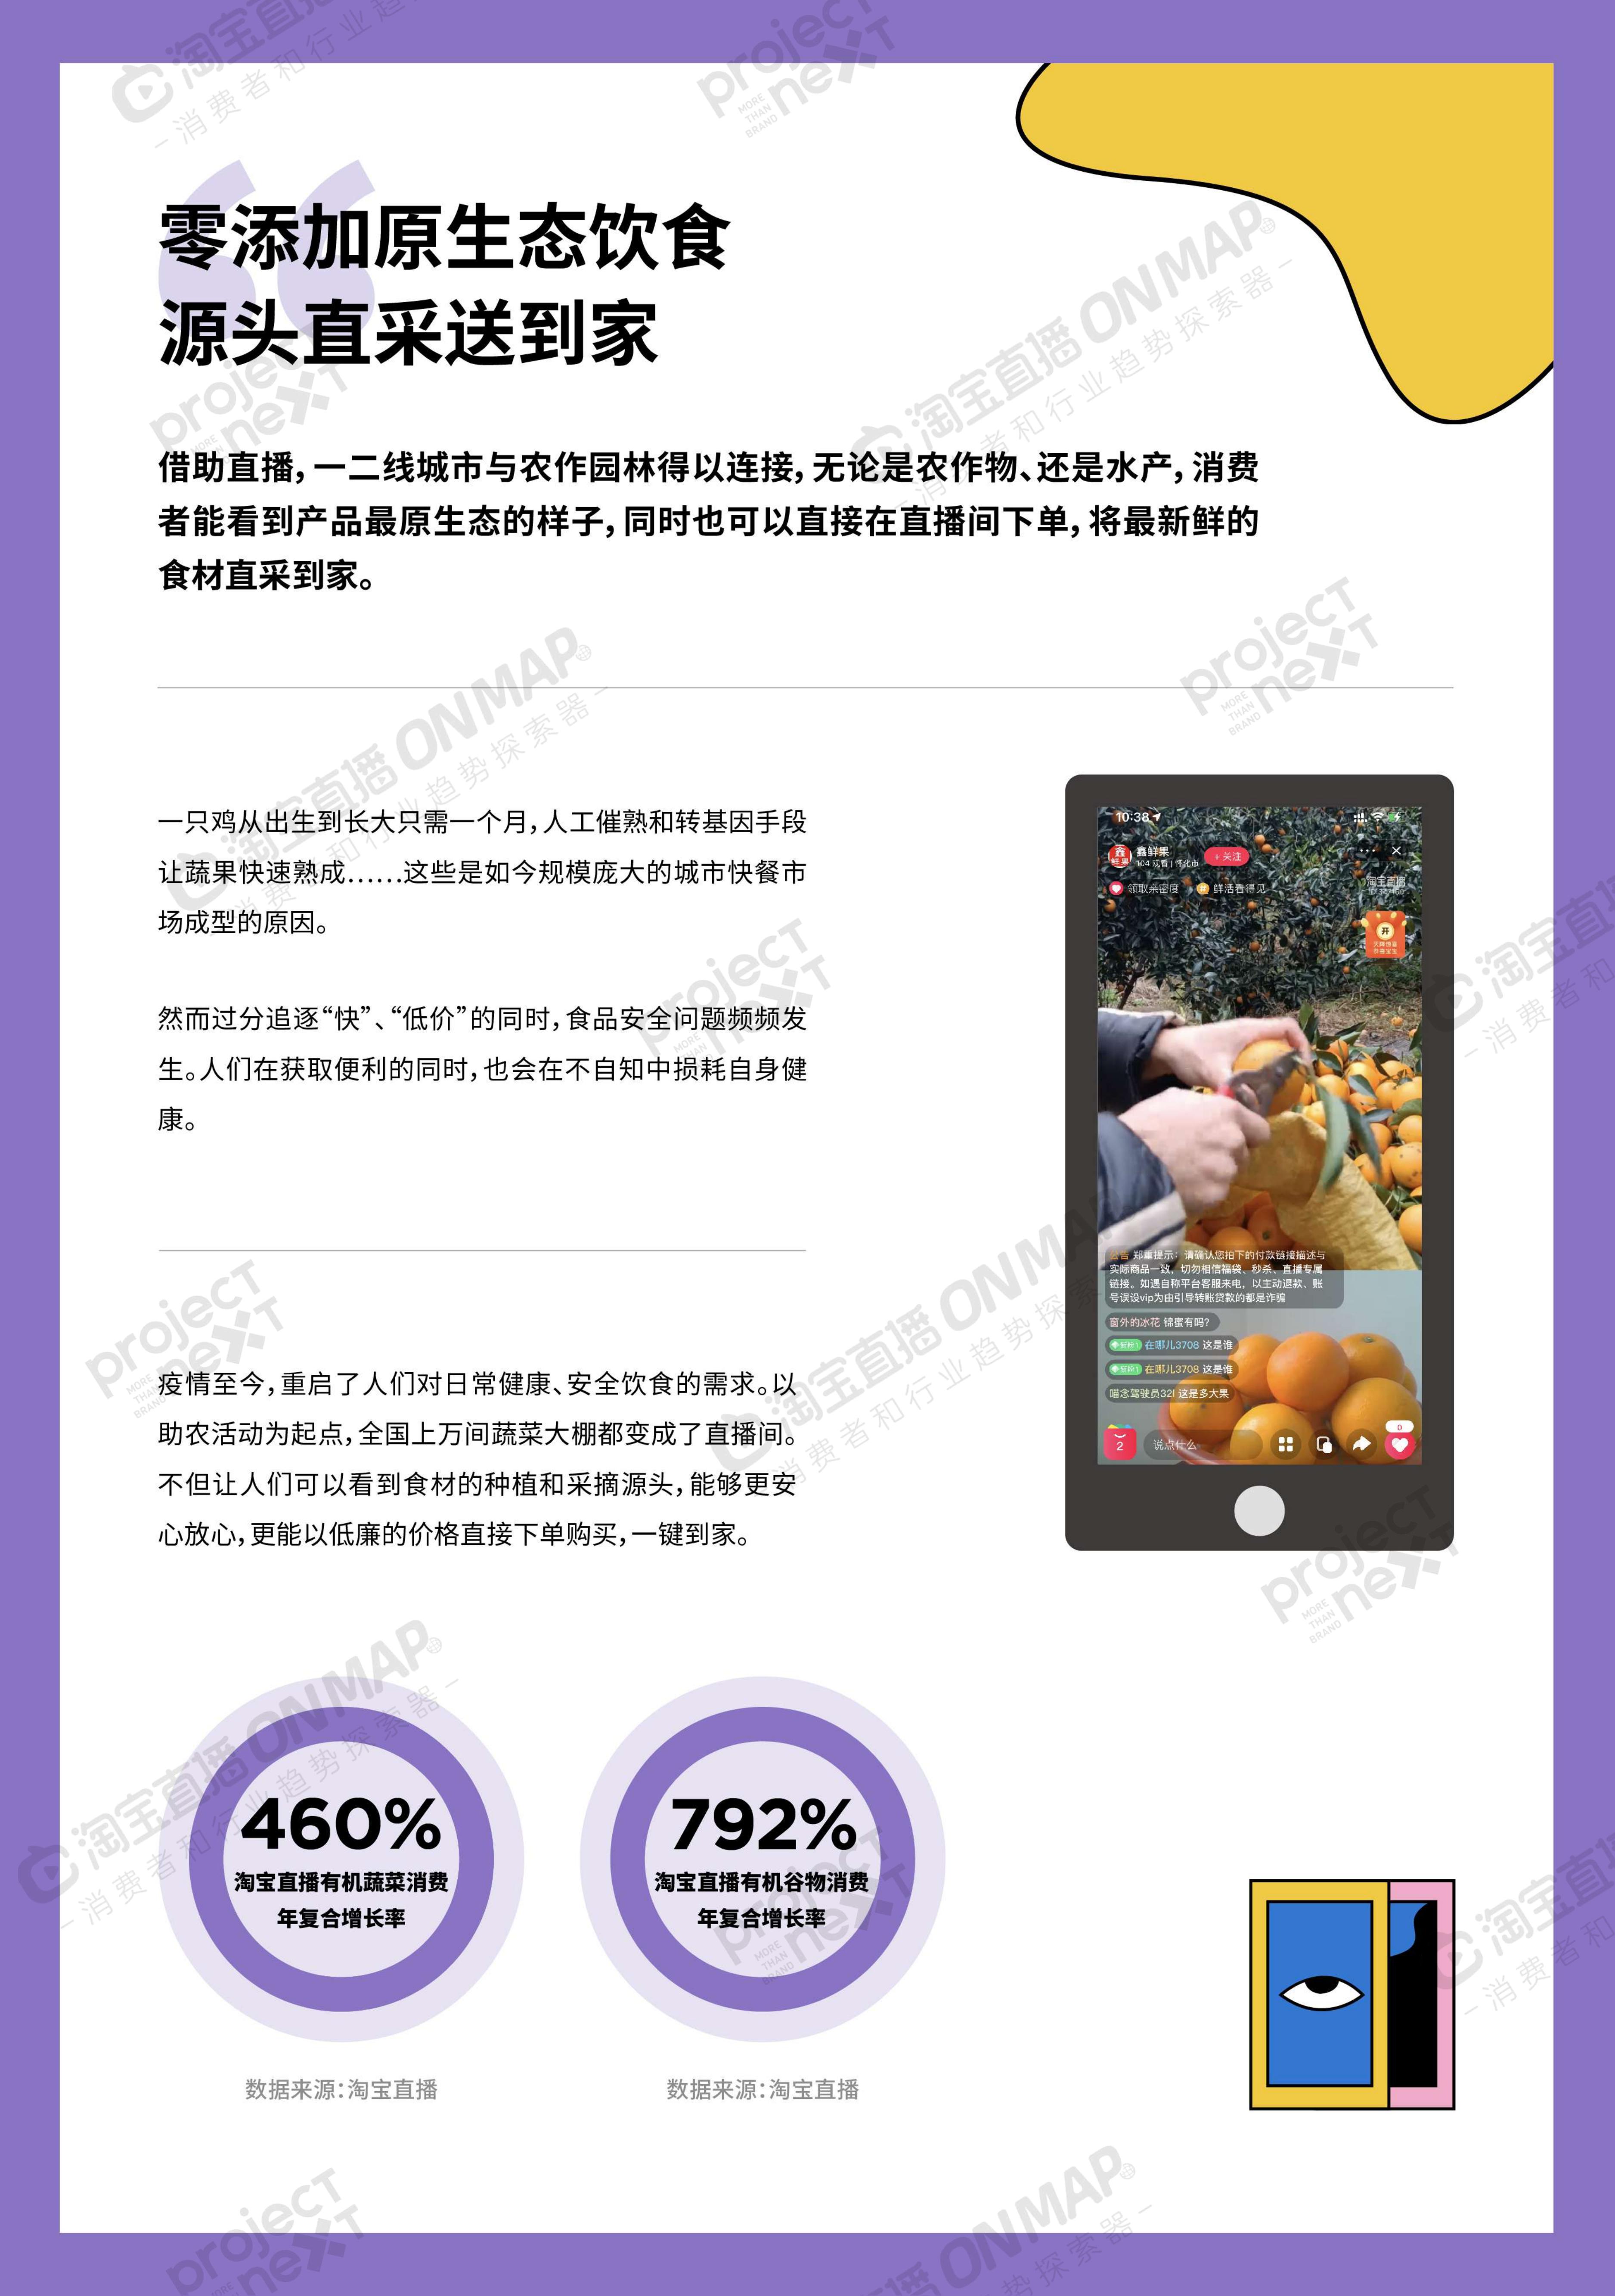 零添加原生态饮食
源头直采送到家
借助直播，一二线城市与农作园林得以连接，无论是农作物、还是水产，消费
者能看到产品最原生态的样子，同时也可以直接在直播间下单，将最新鲜的
食材直采到家。
一只鸡从出生到长大只需一个月，人工催熟和转基因手段
让蔬果快速熟成……这些是如今规模庞大的城市快餐市
场成型的原因。
然而过分追逐“快”、“低价”的同时，食品安全问题频频发
生。人们在获取便利的同时，也会在不自知中损耗自身健
康。
疫情至今，重启了人们对日常健康、安全饮食的需求。以
助农活动为起点，全国上万间蔬菜大棚都变成了直播间。
不但让人们可以看到食材的种植和采摘源头，能够更安
心放心，更能以低廉的价格直接下单购买，一键到家。
10:38
鑫鲜果
104 观看 | 怀化市
+ 关注
领取亲密度
鲜活看得见
淘宝直播
开
公告 郑重提示：请确认您拍下的付款链接描述与
实际商品一致，切勿相信福袋、秒杀、直播专属
链接。如遇自称平台客服来电，以主动退款、账
号误设vip为由引导转账贷款的都是诈骗
窗外的冰花 锦蜜有吗?
在哪儿3708 这是谁
在哪儿3708 这是谁
喵念驾驶员32l 这是多大果
2
说点什么
0
460%
淘宝直播有机蔬菜消费
年复合增长率
792%
淘宝直播有机谷物消费
年复合增长率
数据来源：淘宝直播
数据来源：淘宝直播
淘宝直播 ONMAP
－消费者和行业趋势探索器－
project neXT
MORE
THAN
BRAND